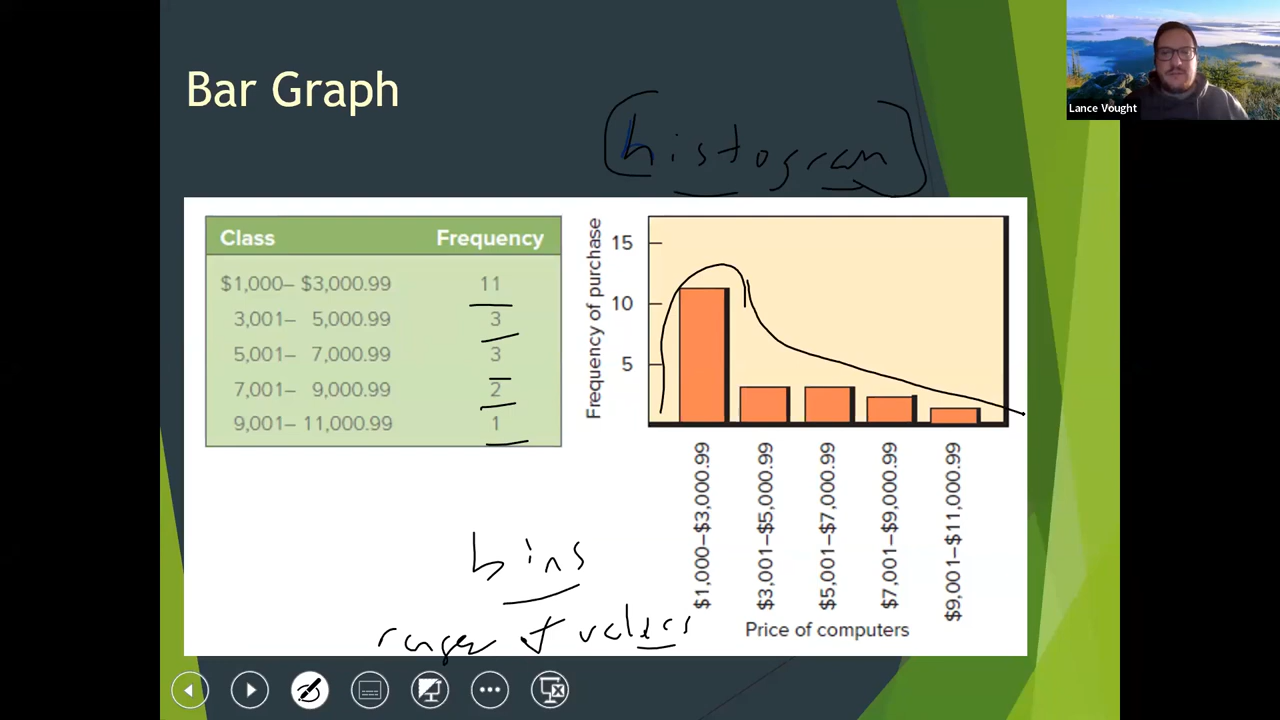 Lance Vought
Bar Graph
histogram
Class Frequency
$1,000– $3,000.99 11
3,001– 5,000.99 3
5,001– 7,000.99 3
7,001– 9,000.99 2
9,001– 11,000.99 1
Frequency of purchase
15
10
5
$1,000–$3,000.99
$3,001–$5,000.99
$5,001–$7,000.99
$7,001–$9,000.99
$9,001–$11,000.99
Price of computers
bins
ranges of values